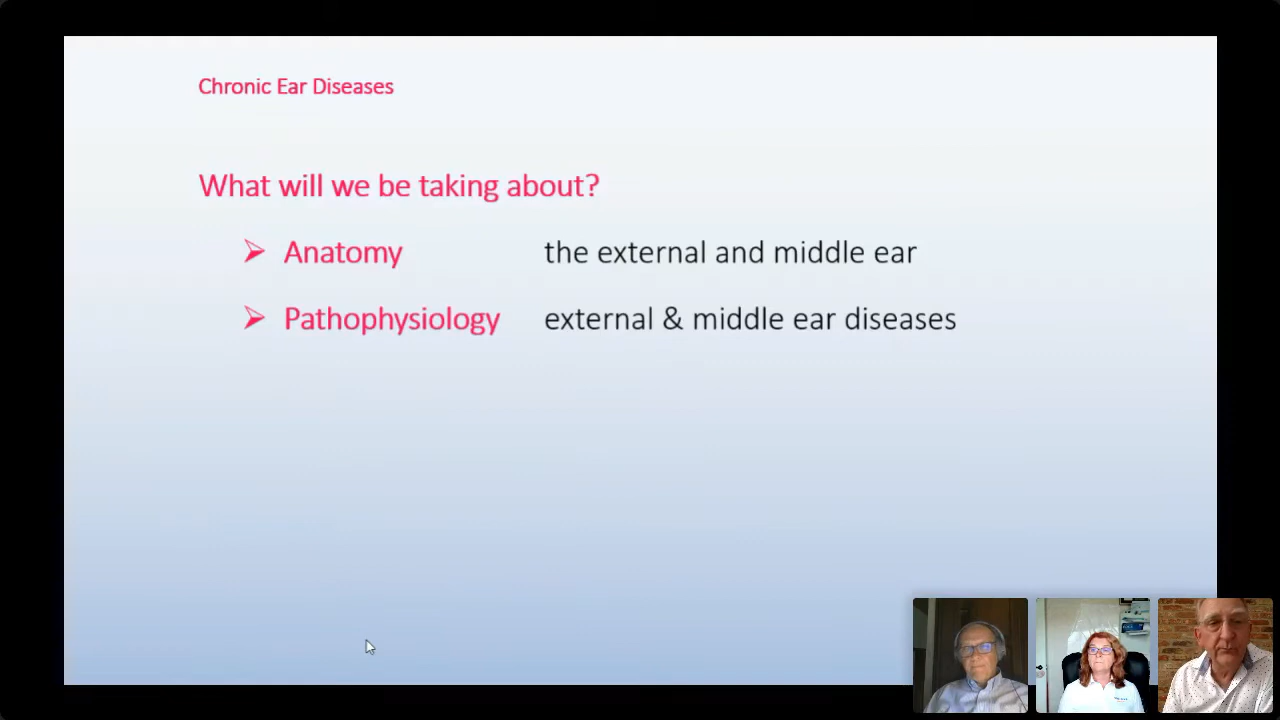 Chronic Ear Diseases
What will we be taking about?
➢ Anatomy the external and middle ear
➢ Pathophysiology external & middle ear diseases